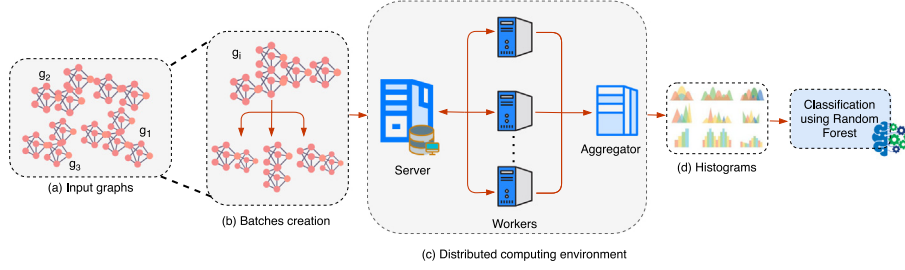 g2
g1
g3
(a) Input graphs
gi
(b) Batches creation
Server
Workers
Aggregator
(c) Distributed computing environment
(d) Histograms
Classification
using Random
Forest